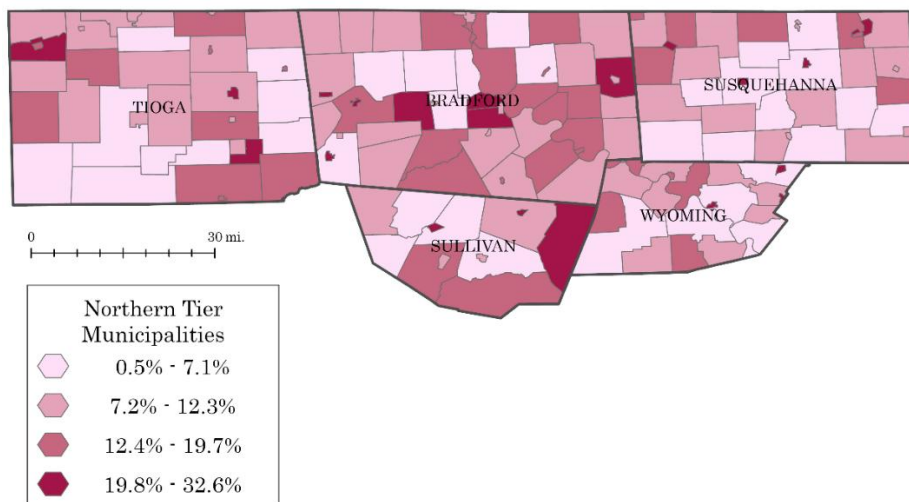 TIOGA
BRADFORD
SUSQUEHANNA
WYOMING
SULLIVAN
0 30 mi.
Northern Tier
Municipalities
0.5% - 7.1%
7.2% - 12.3%
12.4% - 19.7%
19.8% - 32.6%